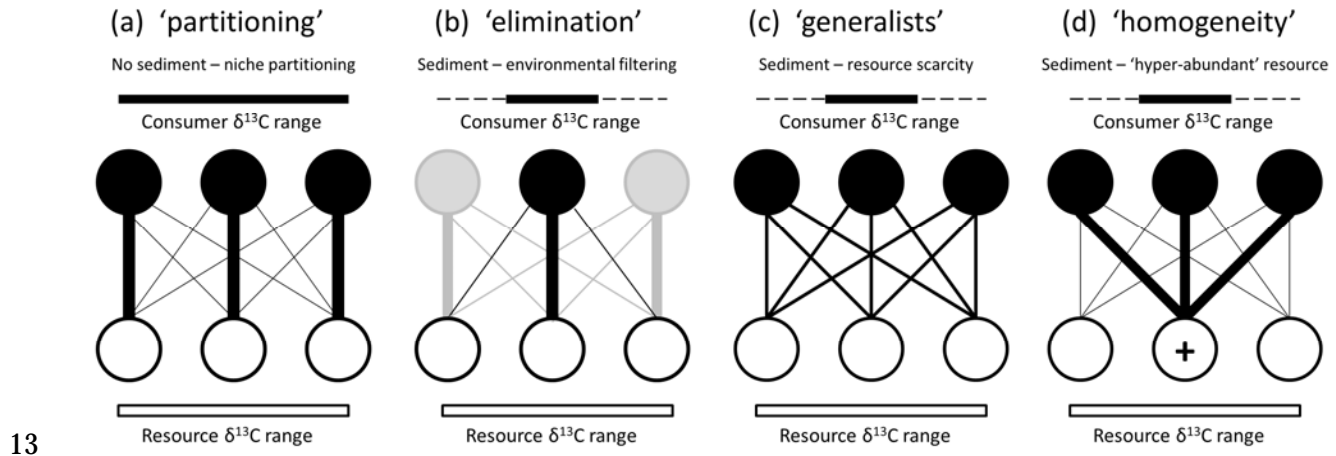 (a) ‘partitioning’
No sediment – niche partitioning
Consumer δ¹³C range
Resource δ¹³C range
(b) ‘elimination’
Sediment – environmental filtering
Consumer δ¹³C range
Resource δ¹³C range
(c) ‘generalists’
Sediment – resource scarcity
Consumer δ¹³C range
Resource δ¹³C range
(d) ‘homogeneity’
Sediment – ‘hyper-abundant’ resource
Consumer δ¹³C range
+
Resource δ¹³C range
13